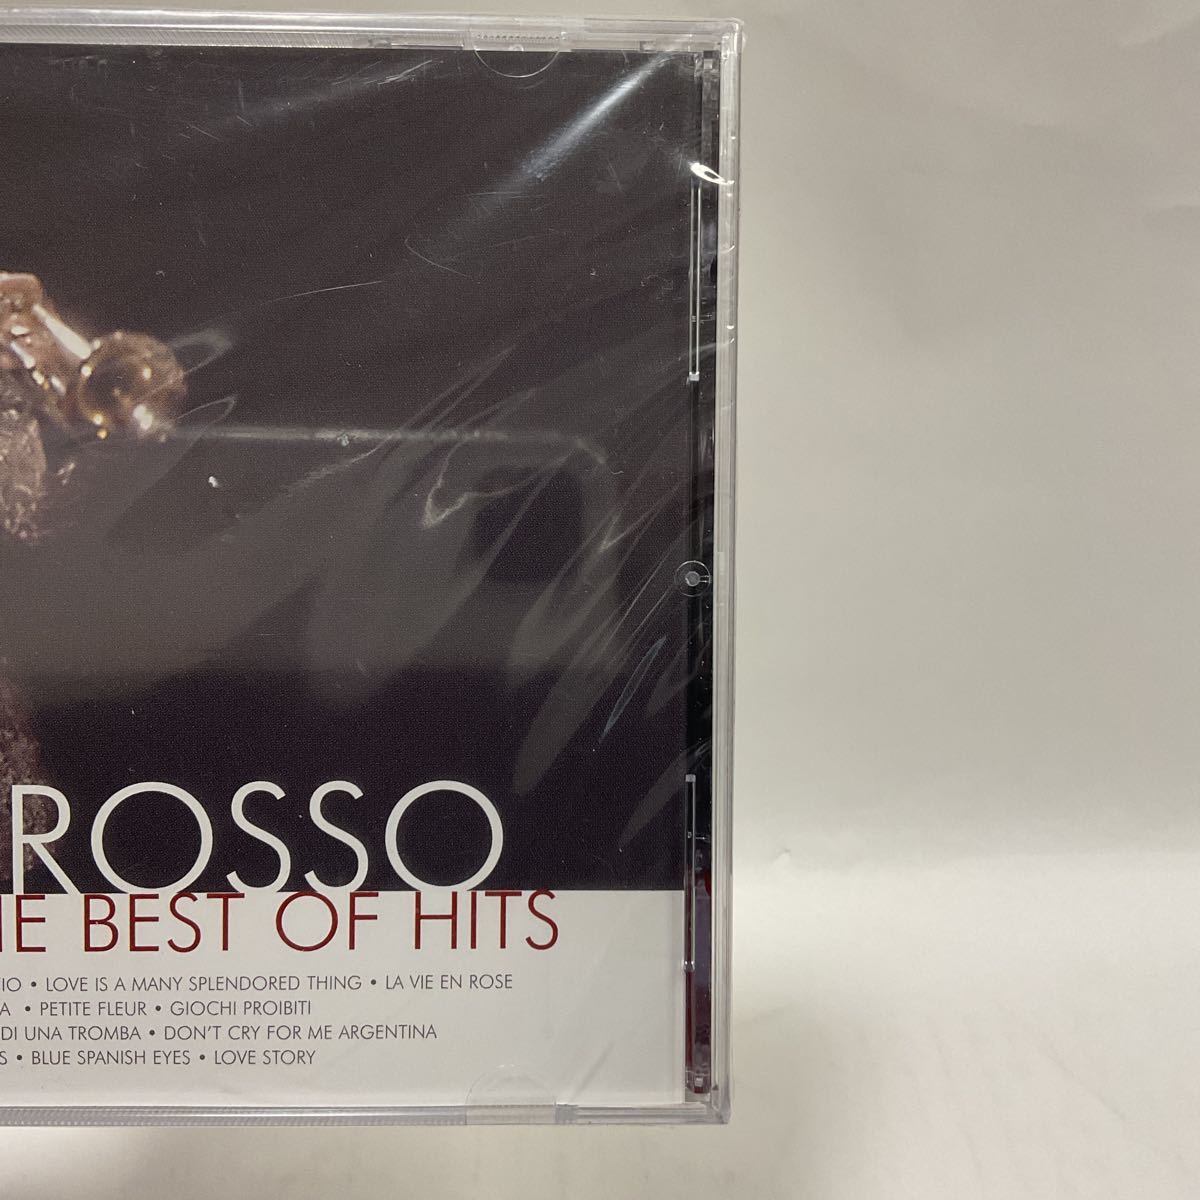 ROSSO
HE BEST OF HITS
IO • LOVE IS A MANY SPLENDORED THING • LA VIE EN ROSE
A • PETITE FLEUR • GIOCHI PROIBITI
DI UNA TROMBA • DON'T CRY FOR ME ARGENTINA
S • BLUE SPANISH EYES • LOVE STORY